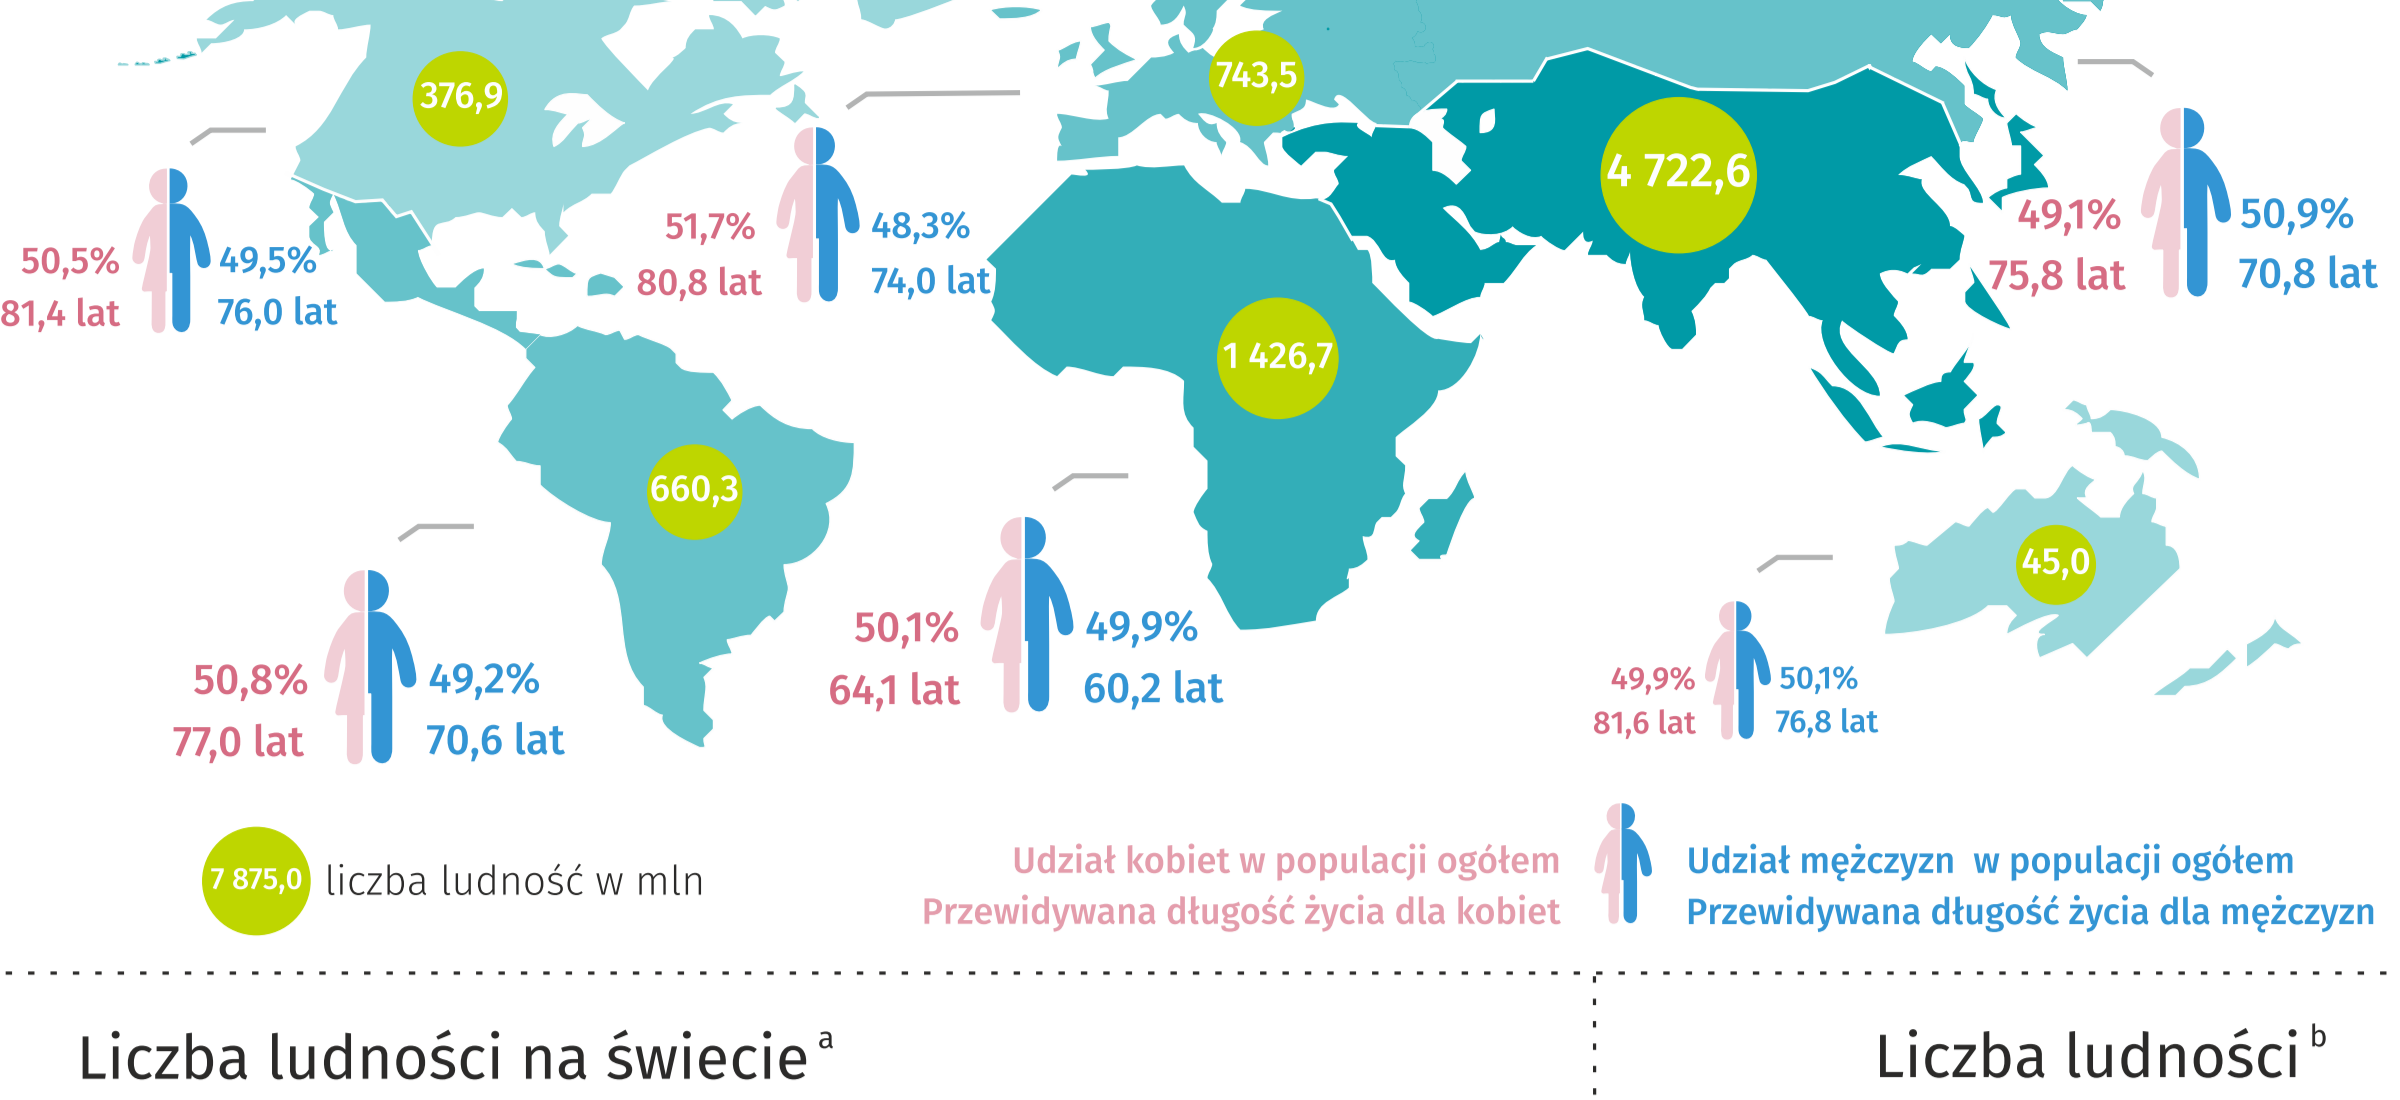 376,9
743,5
4 722,6
50,5% 49,5%
81,4 lat 76,0 lat
51,7% 48,3%
80,8 lat 74,0 lat
49,1% 50,9%
75,8 lat 70,8 lat
1 426,7
660,3
45,0
50,8% 49,2%
77,0 lat 70,6 lat
50,1% 49,9%
64,1 lat 60,2 lat
49,9% 50,1%
81,6 lat 76,8 lat
7 875,0 liczba ludność w mln
Udział kobiet w populacji ogółem
Przewidywana długość życia dla kobiet
Udział mężczyzn w populacji ogółem
Przewidywana długość życia dla mężczyzn
Liczba ludności na świecie a
Liczba ludności b